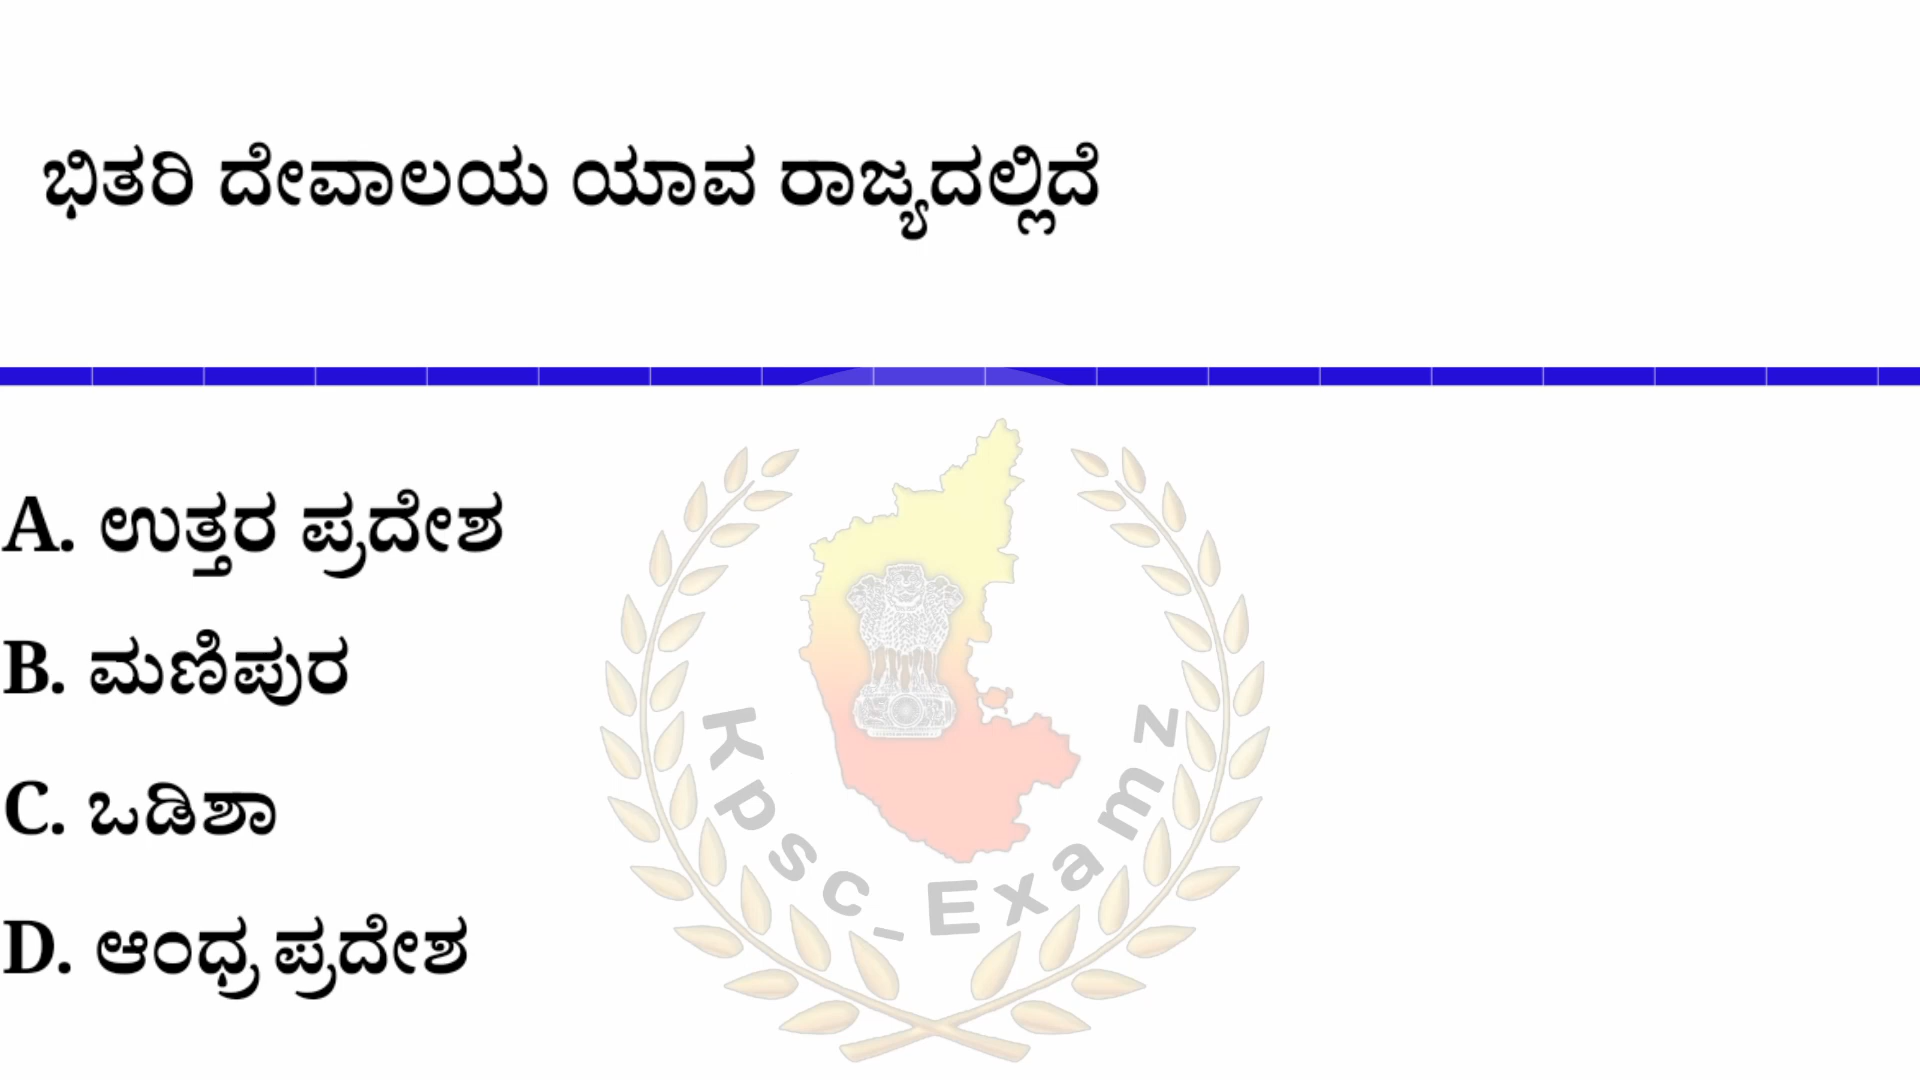 ಭಿತರಿ ದೇವಾಲಯ ಯಾವ ರಾಜ್ಯದಲ್ಲಿದೆ
A. ಉತ್ತರ ಪ್ರದೇಶ
B. ಮಣಿಪುರ
C. ಒಡಿಶಾ
D. ಆಂಧ್ರ ಪ್ರದೇಶ
Kpsc_Examz